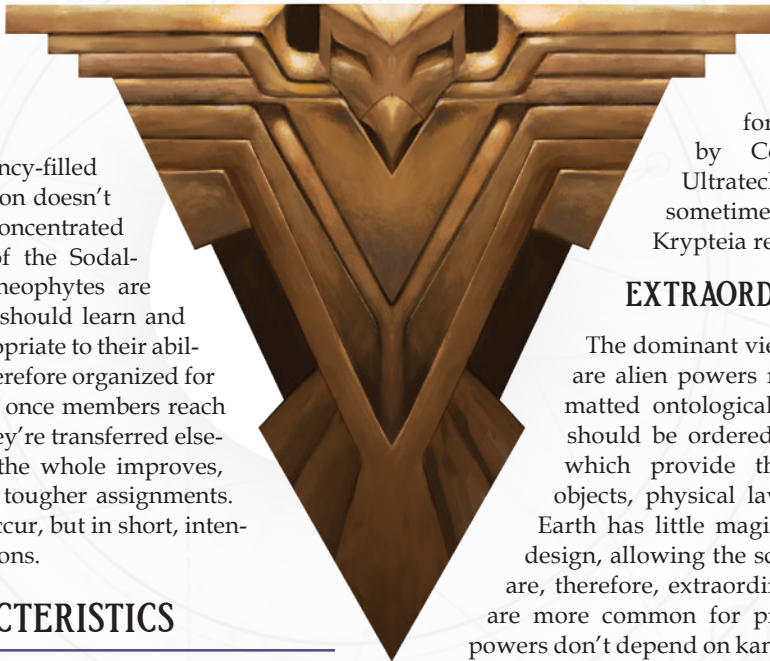 ncy-filled
on doesn’t
oncentrated
of the Sodal-
neophytes are
should learn and
opriate to their abil-
erefore organized for
once members reach
ey’re transferred else-
the whole improves,
tougher assignments.
ccur, but in short, inten-
ons.
CTERISTICS
for
by Co
Ultratech
sometime
Krypteia re
EXTRAORD
The dominant vie
are alien powers r
matted ontological
should be ordered
which provide th
objects, physical la
Earth has little magi
design, allowing the sc
are, therefore, extraordi
are more common for p
powers don’t depend on kar